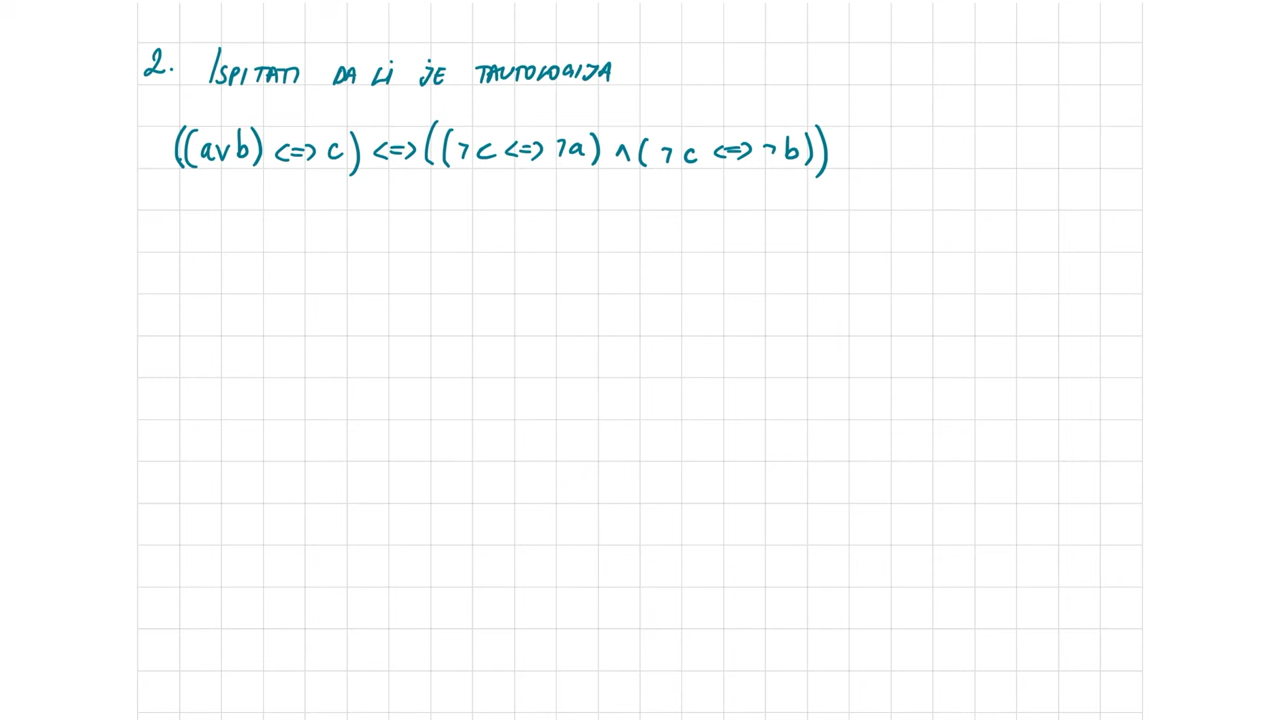 2. ISPITATI DA LI JE TAUTOLOGIJA
((a∨b) <=> c) <=> ((¬c <=> ¬a) ∧ (¬c <=> ¬b))